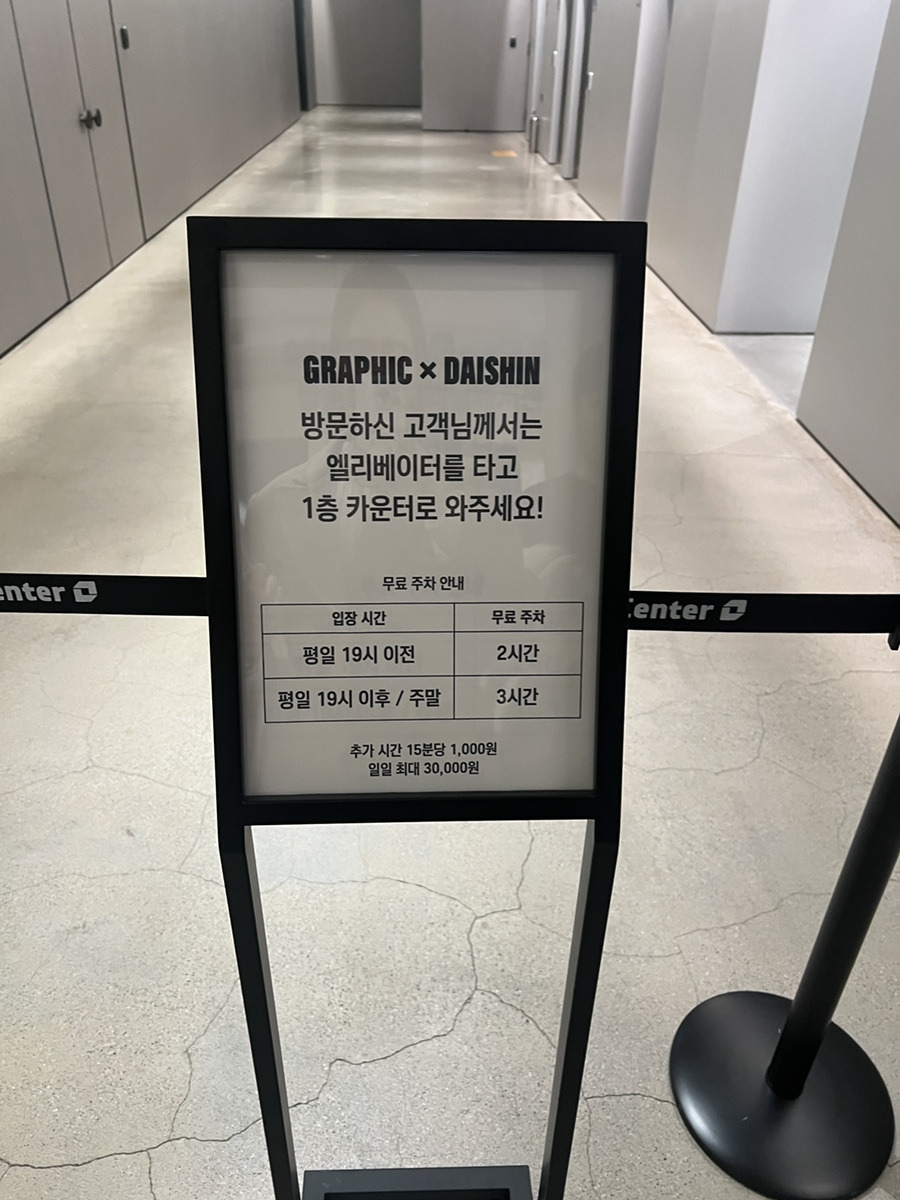 GRAPHIC × DAISHIN
방문하신 고객님께서는
엘리베이터를 타고
1층 카운터로 와주세요!
무료 주차 안내
입장 시간 무료 주차
평일 19시 이전 2시간
평일 19시 이후 / 주말 3시간
추가 시간 15분당 1,000원
일일 최대 30,000원
enter
Center